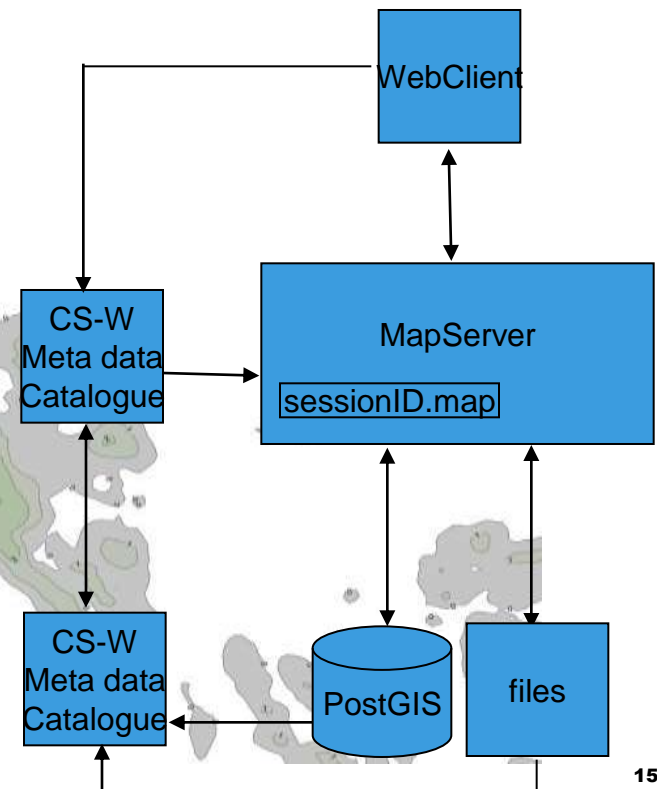 WebClient
CS-W
Meta data
Catalogue
MapServer
sessionID.map
CS-W
Meta data
Catalogue
PostGIS
files
15